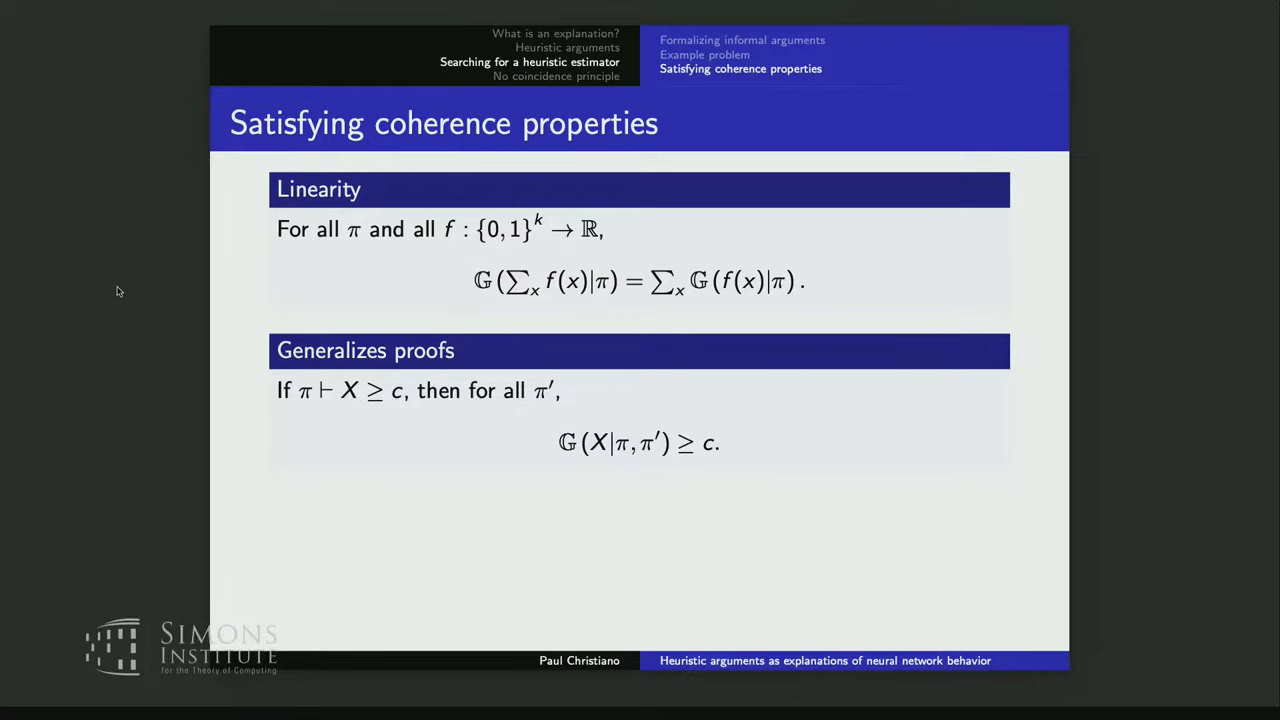 What is an explanation?
Heuristic arguments
Searching for a heuristic estimator
No coincidence principle
Formalizing informal arguments
Example problem
Satisfying coherence properties
Satisfying coherence properties
Linearity
For all π and all f : {0, 1}^k → ℝ,
𝔾 (∑_x f(x)|π) = ∑_x 𝔾 (f(x)|π) .
Generalizes proofs
If π ⊢ X ≥ c, then for all π′,
𝔾 (X|π, π′) ≥ c.
SIMONS
INSTITUTE
for the Theory of Computing
Paul Christiano
Heuristic arguments as explanations of neural network behavior